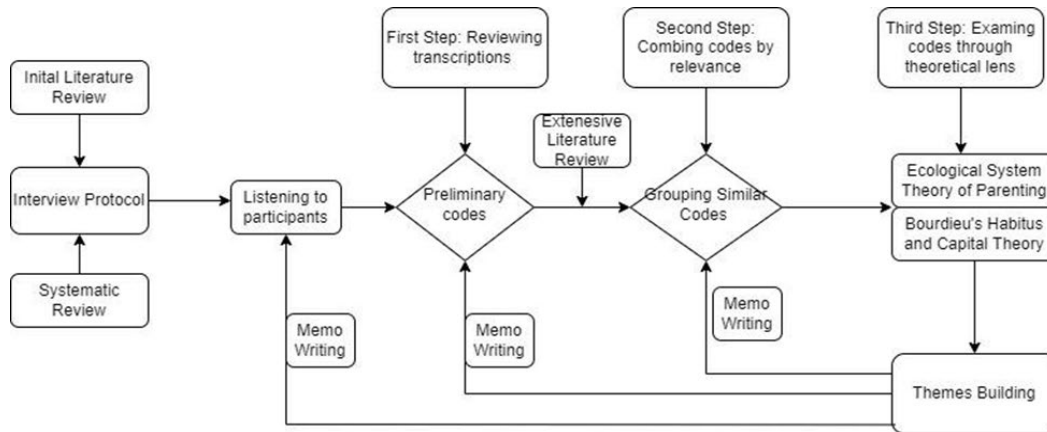 Inital Literature
Review
Interview Protocol
Systematic
Review
Listening to
participants
First Step: Reviewing
transcriptions
Preliminary
codes
Extenesive
Literature
Review
Second Step:
Combing codes by
relevance
Grouping Similar
Codes
Third Step: Examing
codes through
theoretical lens
Ecological System
Theory of Parenting
Bourdieu's Habitus
and Capital Theory
Memo
Writing
Memo
Writing
Memo
Writing
Themes Building